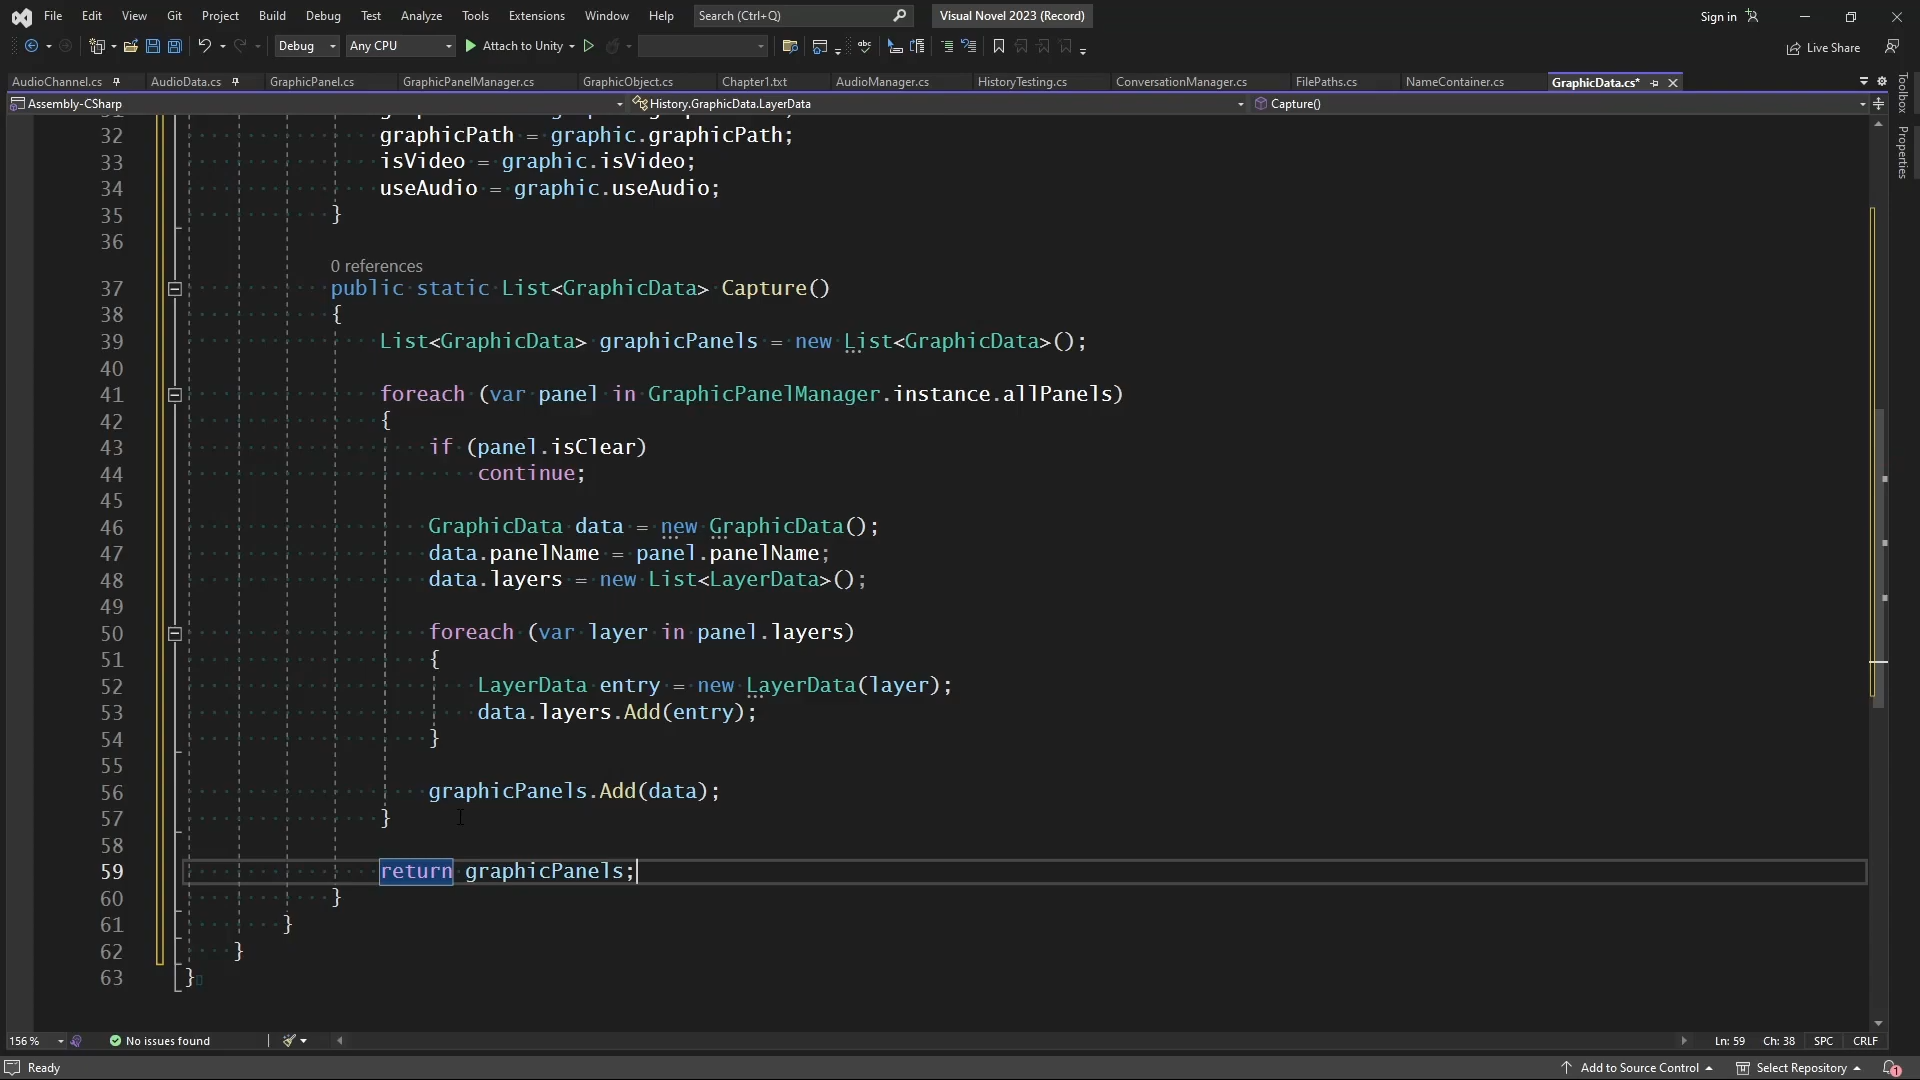 File Edit View Git Project Build Debug Test Analyze Tools Extensions Window Help Search (Ctrl+Q) Visual Novel 2023 (Record) Sign in
Debug Any CPU Attach to Unity Live Share
AudioChannel.cs AudioData.cs GraphicPanel.cs GraphicPanelManager.cs GraphicObject.cs Chapter1.txt AudioManager.cs HistoryTesting.cs ConversationManager.cs FilePaths.cs NameContainer.cs GraphicData.cs*
Assembly-CSharp History.GraphicData.LayerData Capture()
Toolbox
Properties
32 graphicPath = graphic.graphicPath;
33 isVideo = graphic.isVideo;
34 useAudio = graphic.useAudio;
35 }
36
0 references
37 public static List<GraphicData> Capture()
38 {
39 List<GraphicData> graphicPanels = new List<GraphicData>();
40
41 foreach (var panel in GraphicPanelManager.instance.allPanels)
42 {
43 if (panel.isClear)
44 continue;
45
46 GraphicData data = new GraphicData();
47 data.panelName = panel.panelName;
48 data.layers = new List<LayerData>();
49
50 foreach (var layer in panel.layers)
51 {
52 LayerData entry = new LayerData(layer);
53 data.layers.Add(entry);
54 }
55
56 graphicPanels.Add(data);
57 }
58
59 return graphicPanels;
60 }
61 }
62 }
63 }
156 % No issues found Ln: 59 Ch: 38 SPC CRLF
Ready Add to Source Control Select Repository 1